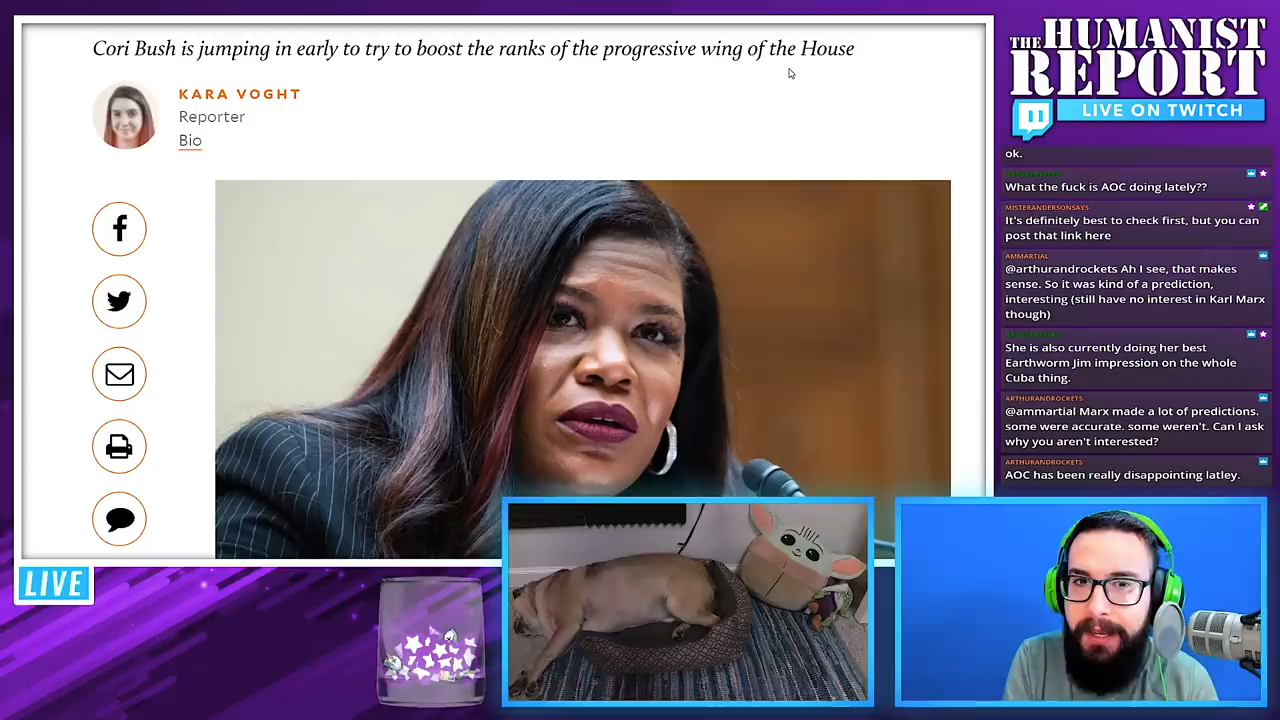 Cori Bush is jumping in early to try to boost the ranks of the progressive wing of the House
KARA VOGHT
Reporter
Bio
THE HUMANIST
REPORT
LIVE ON TWITCH
ok.
What the fuck is AOC doing lately??
MISTERANDERSONSAYS
It's definitely best to check first, but you can
post that link here
AMMARTIAL
@arthurandrockets Ah I see, that makes
sense. So it was kind of a prediction,
interesting (still have no interest in Karl Marx
though)
She is also currently doing her best
Earthworm Jim impression on the whole
Cuba thing.
ARTHURANDROCKETS
@ammartial Marx made a lot of predictions.
some were accurate. some weren't. Can I ask
why you aren't interested?
ARTHURANDROCKETS
AOC has been really disappointing latley.
LIVE